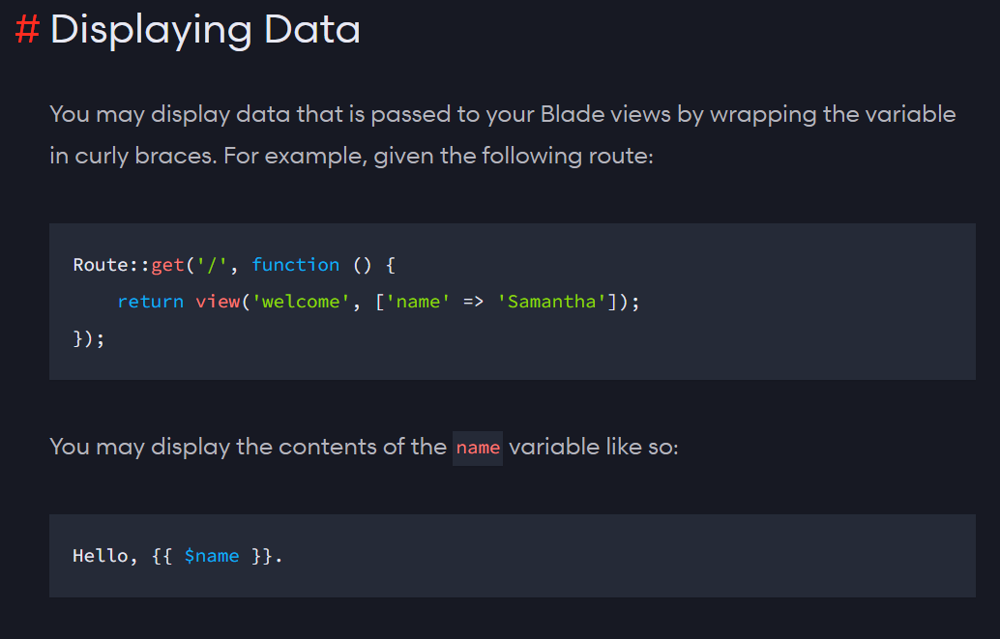 # Displaying Data
You may display data that is passed to your Blade views by wrapping the variable
in curly braces. For example, given the following route:
Route::get('/', function () {
    return view('welcome', ['name' => 'Samantha']);
});
You may display the contents of the name variable like so:
Hello, {{ $name }}.